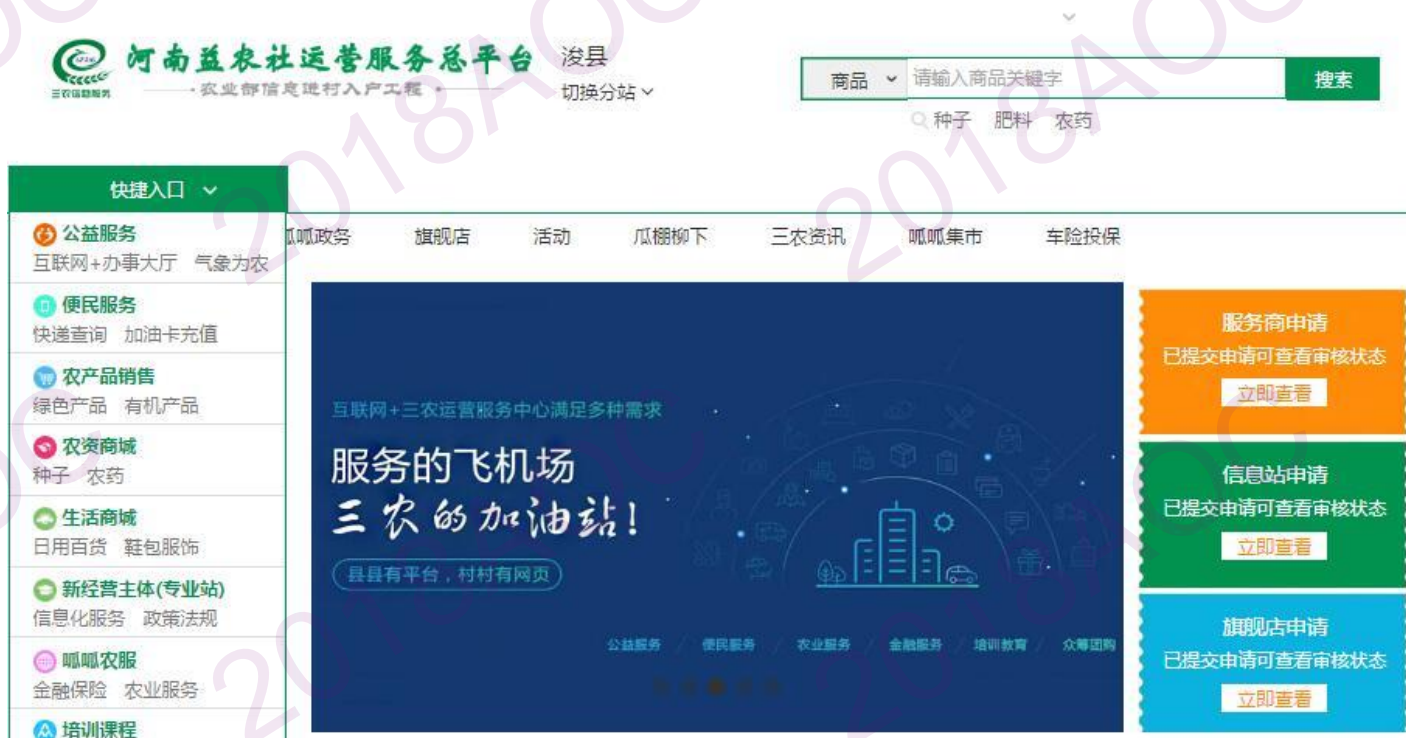 河南益农社运营服务总平台
·农业部信息进村入户工程·
三农信息服务
浚县
切换分站
商品
请输入商品关键字
搜索
种子 肥料 农药
快捷入口
呱呱政务 旗舰店 活动 瓜棚柳下 三农资讯 呱呱集市 车险投保
公益服务
互联网+办事大厅 气象为农
便民服务
快递查询 加油卡充值
农产品销售
绿色产品 有机产品
农资商城
种子 农药
生活商城
日用百货 鞋包服饰
新经营主体(专业站)
信息化服务 政策法规
呱呱农服
金融保险 农业服务
培训课程
互联网+三农运营服务中心满足多种需求
服务的飞机场
三农的加油站!
县县有平台，村村有网页
公益服务 / 便民服务 / 农业服务 / 金融服务 / 培训教育 / 众筹团购
服务商申请
已提交申请可查看审核状态
立即查看
信息站申请
已提交申请可查看审核状态
立即查看
旗舰店申请
已提交申请可查看审核状态
立即查看
2018AOC